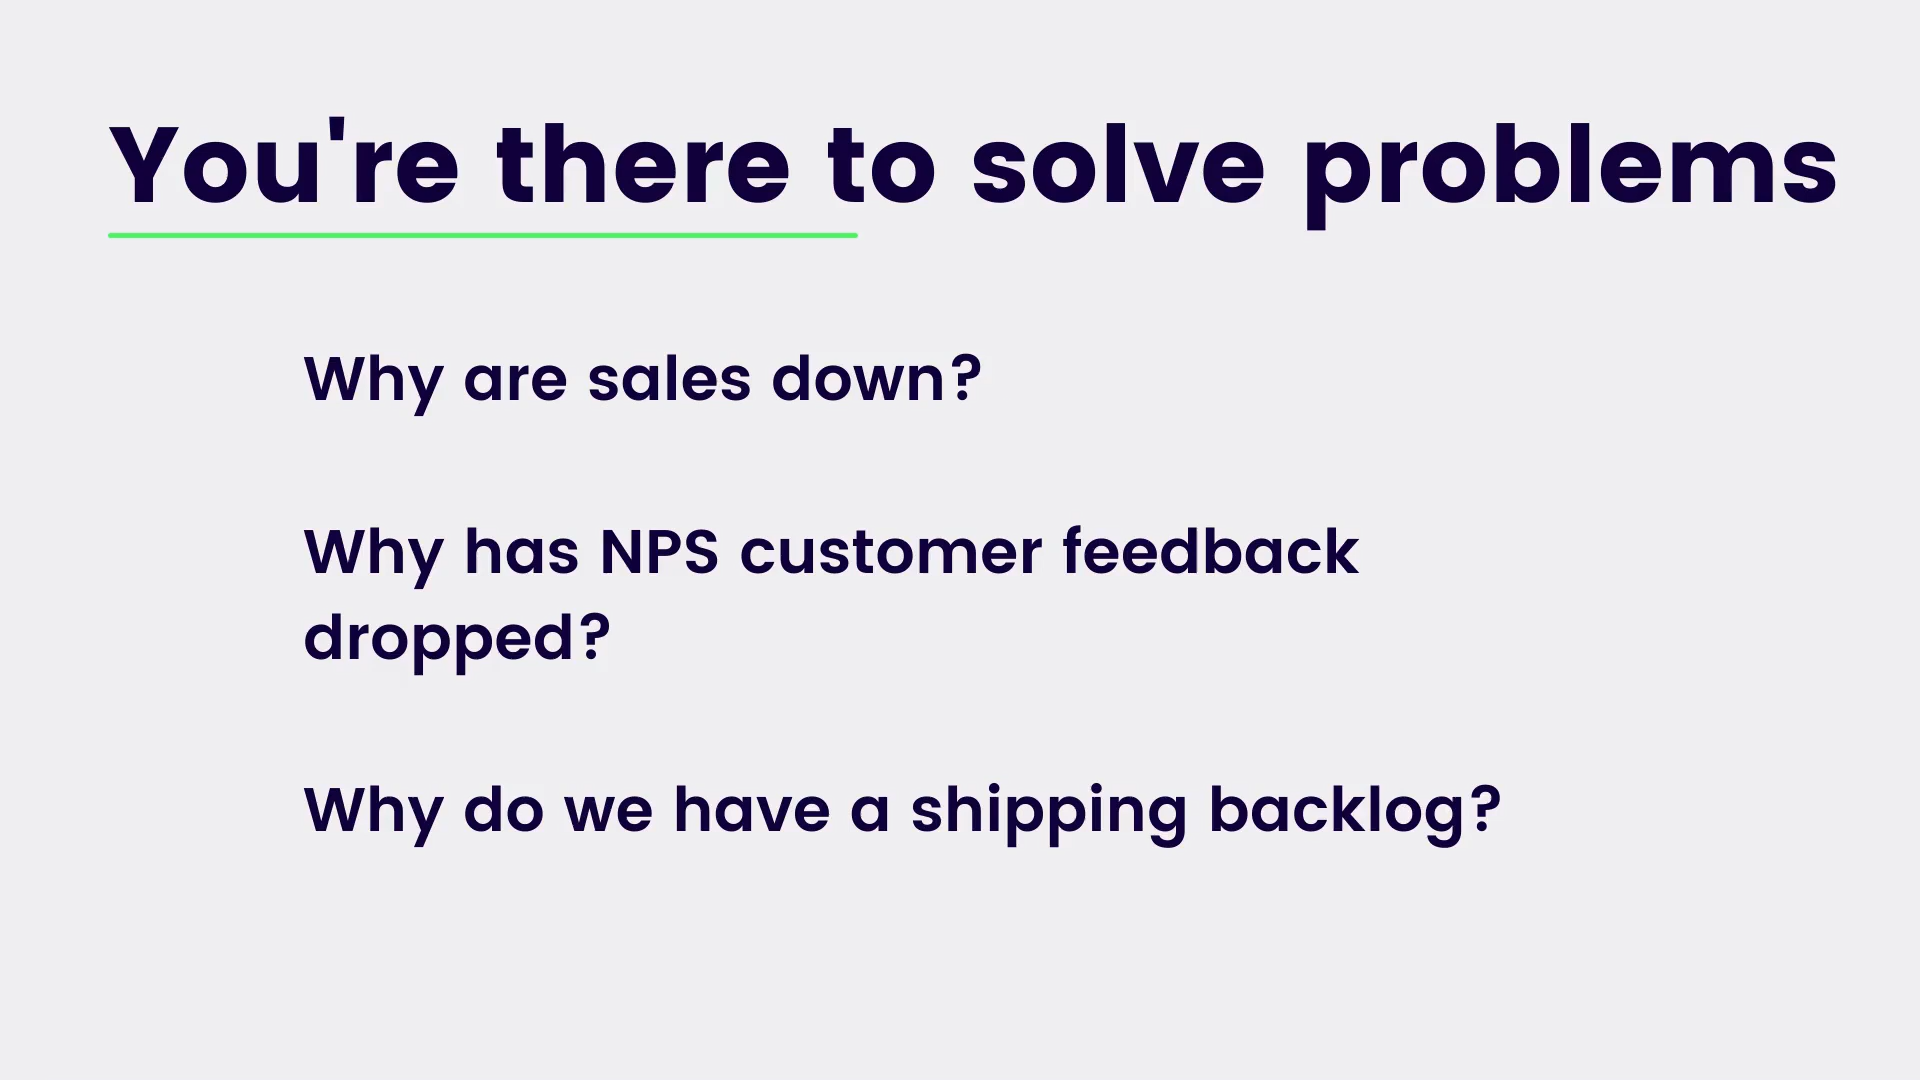 You're there to solve problems
Why are sales down?
Why has NPS customer feedback
dropped?
Why do we have a shipping backlog?